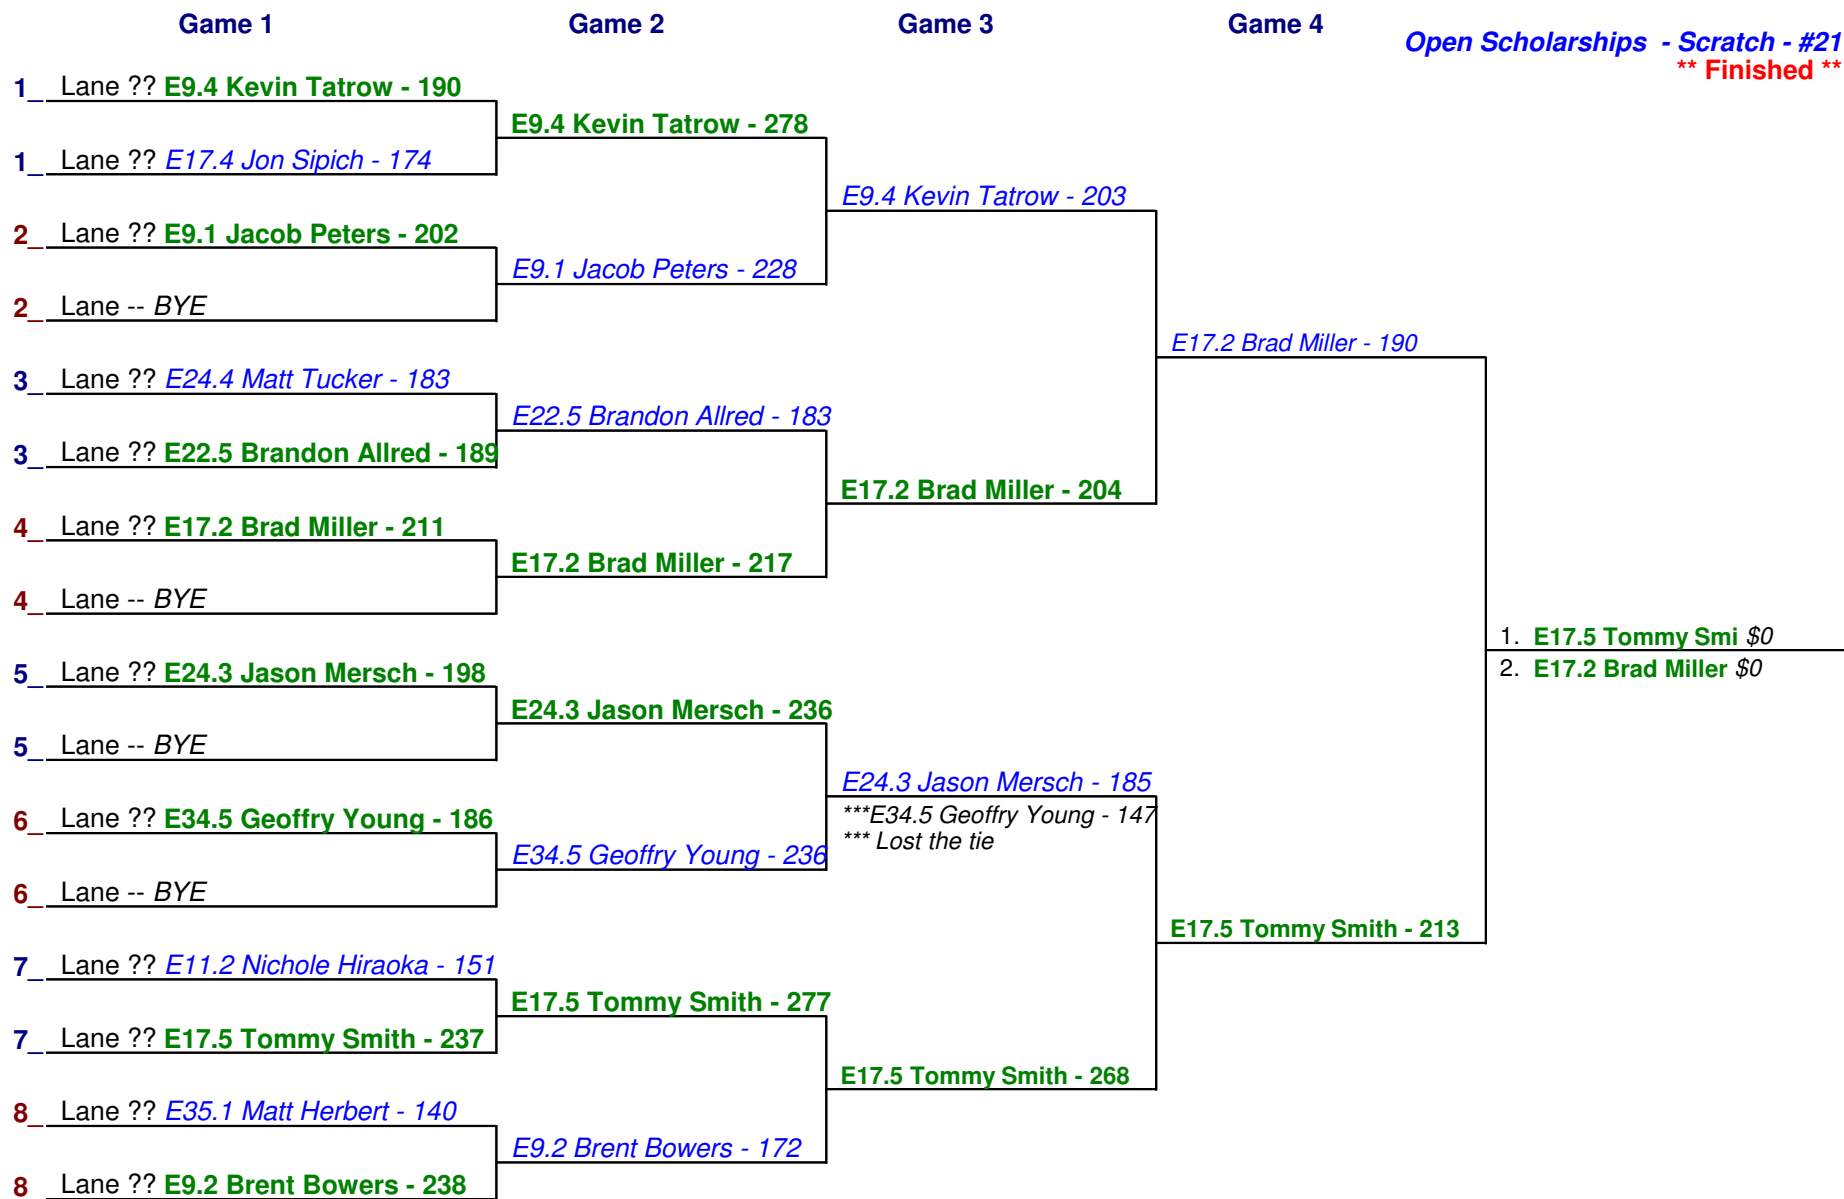 Game 1
Game 2
Game 3
Game 4
Open Scholarships - Scratch - #21
** Finished **
1_ Lane ?? E9.4 Kevin Tatrow - 190
1_ Lane ?? E17.4 Jon Sipich - 174
2_ Lane ?? E9.1 Jacob Peters - 202
2_ Lane -- BYE
3_ Lane ?? E24.4 Matt Tucker - 183
3_ Lane ?? E22.5 Brandon Allred - 189
4_ Lane ?? E17.2 Brad Miller - 211
4_ Lane -- BYE
5_ Lane ?? E24.3 Jason Mersch - 198
5_ Lane -- BYE
6_ Lane ?? E34.5 Geoffry Young - 186
6_ Lane -- BYE
7_ Lane ?? E11.2 Nichole Hiraoka - 151
7_ Lane ?? E17.5 Tommy Smith - 237
8_ Lane ?? E35.1 Matt Herbert - 140
8 Lane ?? E9.2 Brent Bowers - 238
E9.4 Kevin Tatrow - 278
E9.1 Jacob Peters - 228
E22.5 Brandon Allred - 183
E17.2 Brad Miller - 217
E24.3 Jason Mersch - 236
E34.5 Geoffry Young - 236
E17.5 Tommy Smith - 277
E9.2 Brent Bowers - 172
E9.4 Kevin Tatrow - 203
E17.2 Brad Miller - 204
E24.3 Jason Mersch - 185
***E34.5 Geoffry Young - 147
*** Lost the tie
E17.5 Tommy Smith - 268
E17.2 Brad Miller - 190
E17.5 Tommy Smith - 213
1. E17.5 Tommy Smi $0
2. E17.2 Brad Miller $0